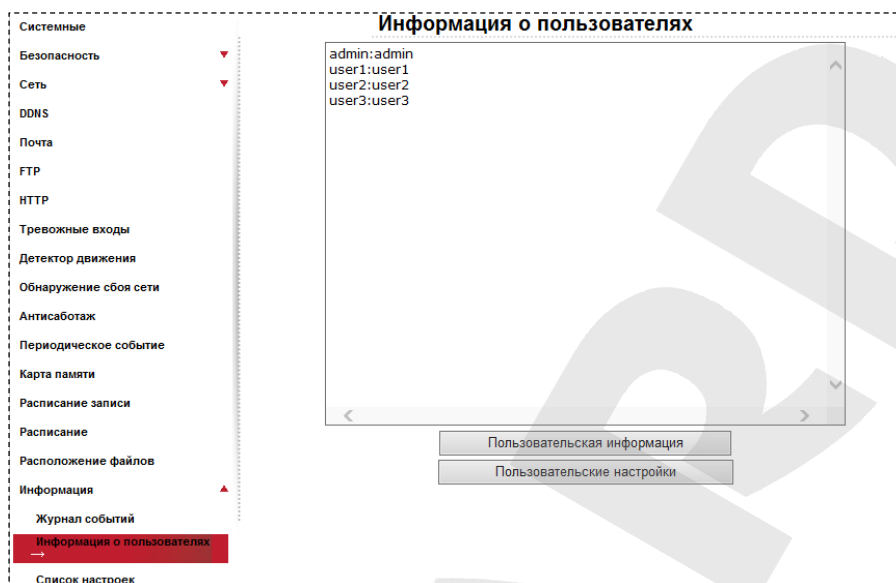 Системные
Безопасность
Сеть
DDNS
Почта
FTP
HTTP
Тревожные входы
Детектор движения
Обнаружение сбоя сети
Антисаботаж
Периодическое событие
Карта памяти
Расписание записи
Расписание
Расположение файлов
Информация
Журнал событий
Информация о пользователях
Список настроек
Информация о пользователях
admin:admin
user1:user1
user2:user2
user3:user3
Пользовательская информация
Пользовательские настройки